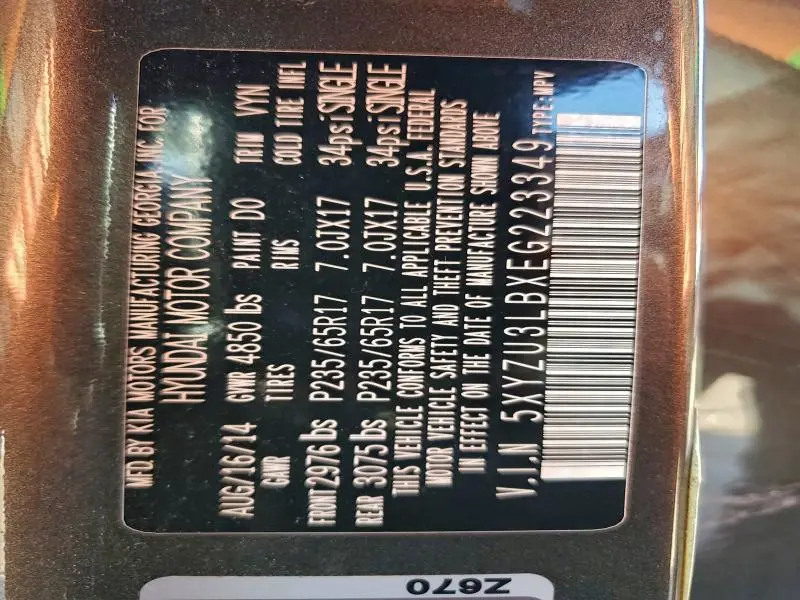 MFD BY KIA MOTORS MANUFACTURING GEORGIA INC. FOR
HYUNDAI MOTOR COMPANY
AUG/16/14 GWR 4850 lbs PAINT DO TRIM VYN
GAWR TIRES RIMS COLD TIRE INFL
FRONT 2976 lbs P235/65R17 7.0JX17 34psi SINGLE
REAR 3075 lbs P235/65R17 7.0JX17 34psi SINGLE
THIS VEHICLE CONFORMS TO ALL APPLICABLE U.S.A. FEDERAL
MOTOR VEHICLE SAFETY AND THEFT PREVENTION STANDARDS
IN EFFECT ON THE DATE OF MANUFACTURE SHOWN ABOVE
V.I.N 5XYZU3LBXEG223349 TYPE:MPV
Z670